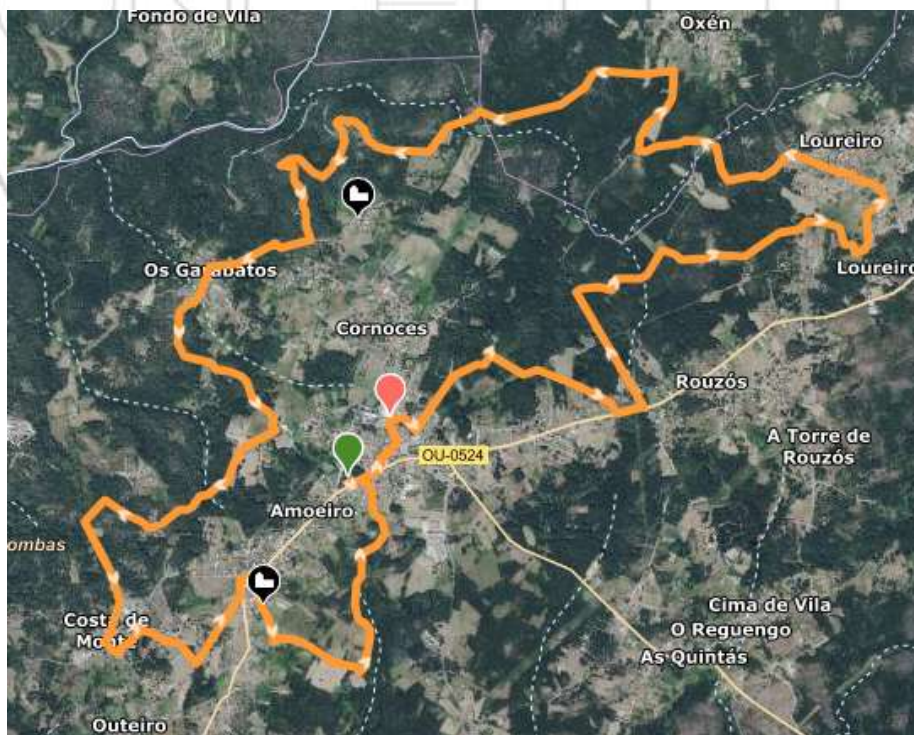 Fondo de Vila
Oxén
Loureiro
Os Garabatos
Loureiro
Cornoces
Rouzós
A Torre de
Rouzós
OU-0524
Amoeiro
ombas
Costa de
Monte
Cima de Vila
O Reguengo
As Quintás
Outeiro